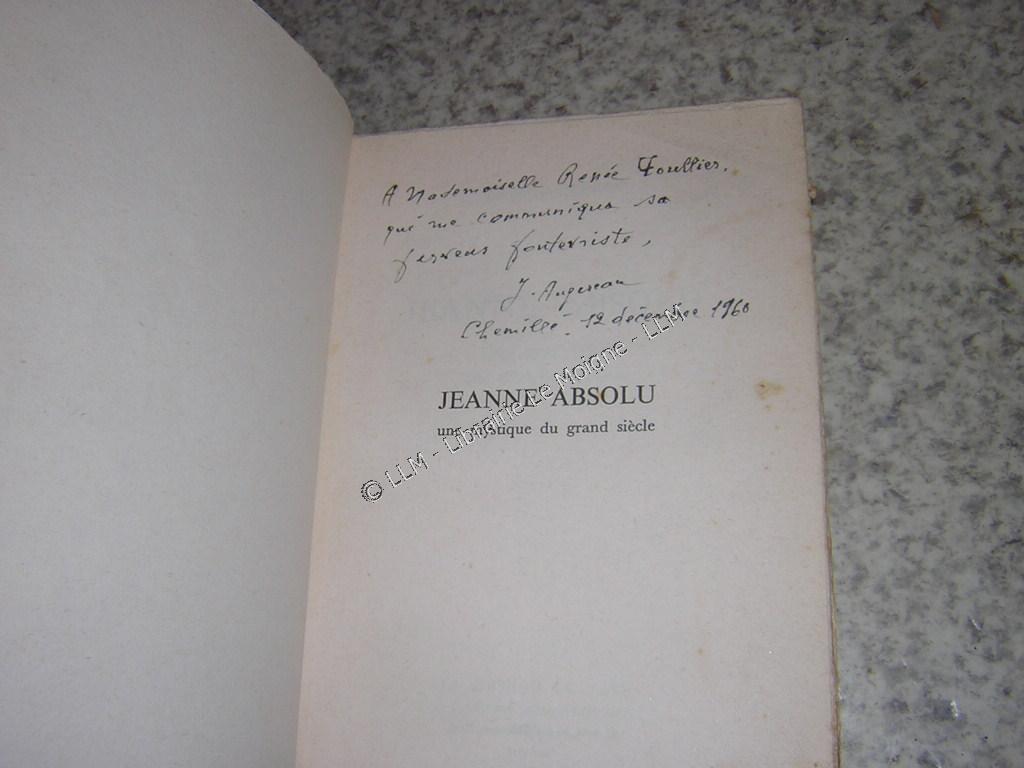 A Mademoiselle Renée
qui me communiqua sa
ferveur fontevriste,
J. Augereau
Chemillé, 12 décembre 1960
JEANNE ABSOLU
une mystique du grand siècle
© LLM - Librairie Le Moigne - LLM